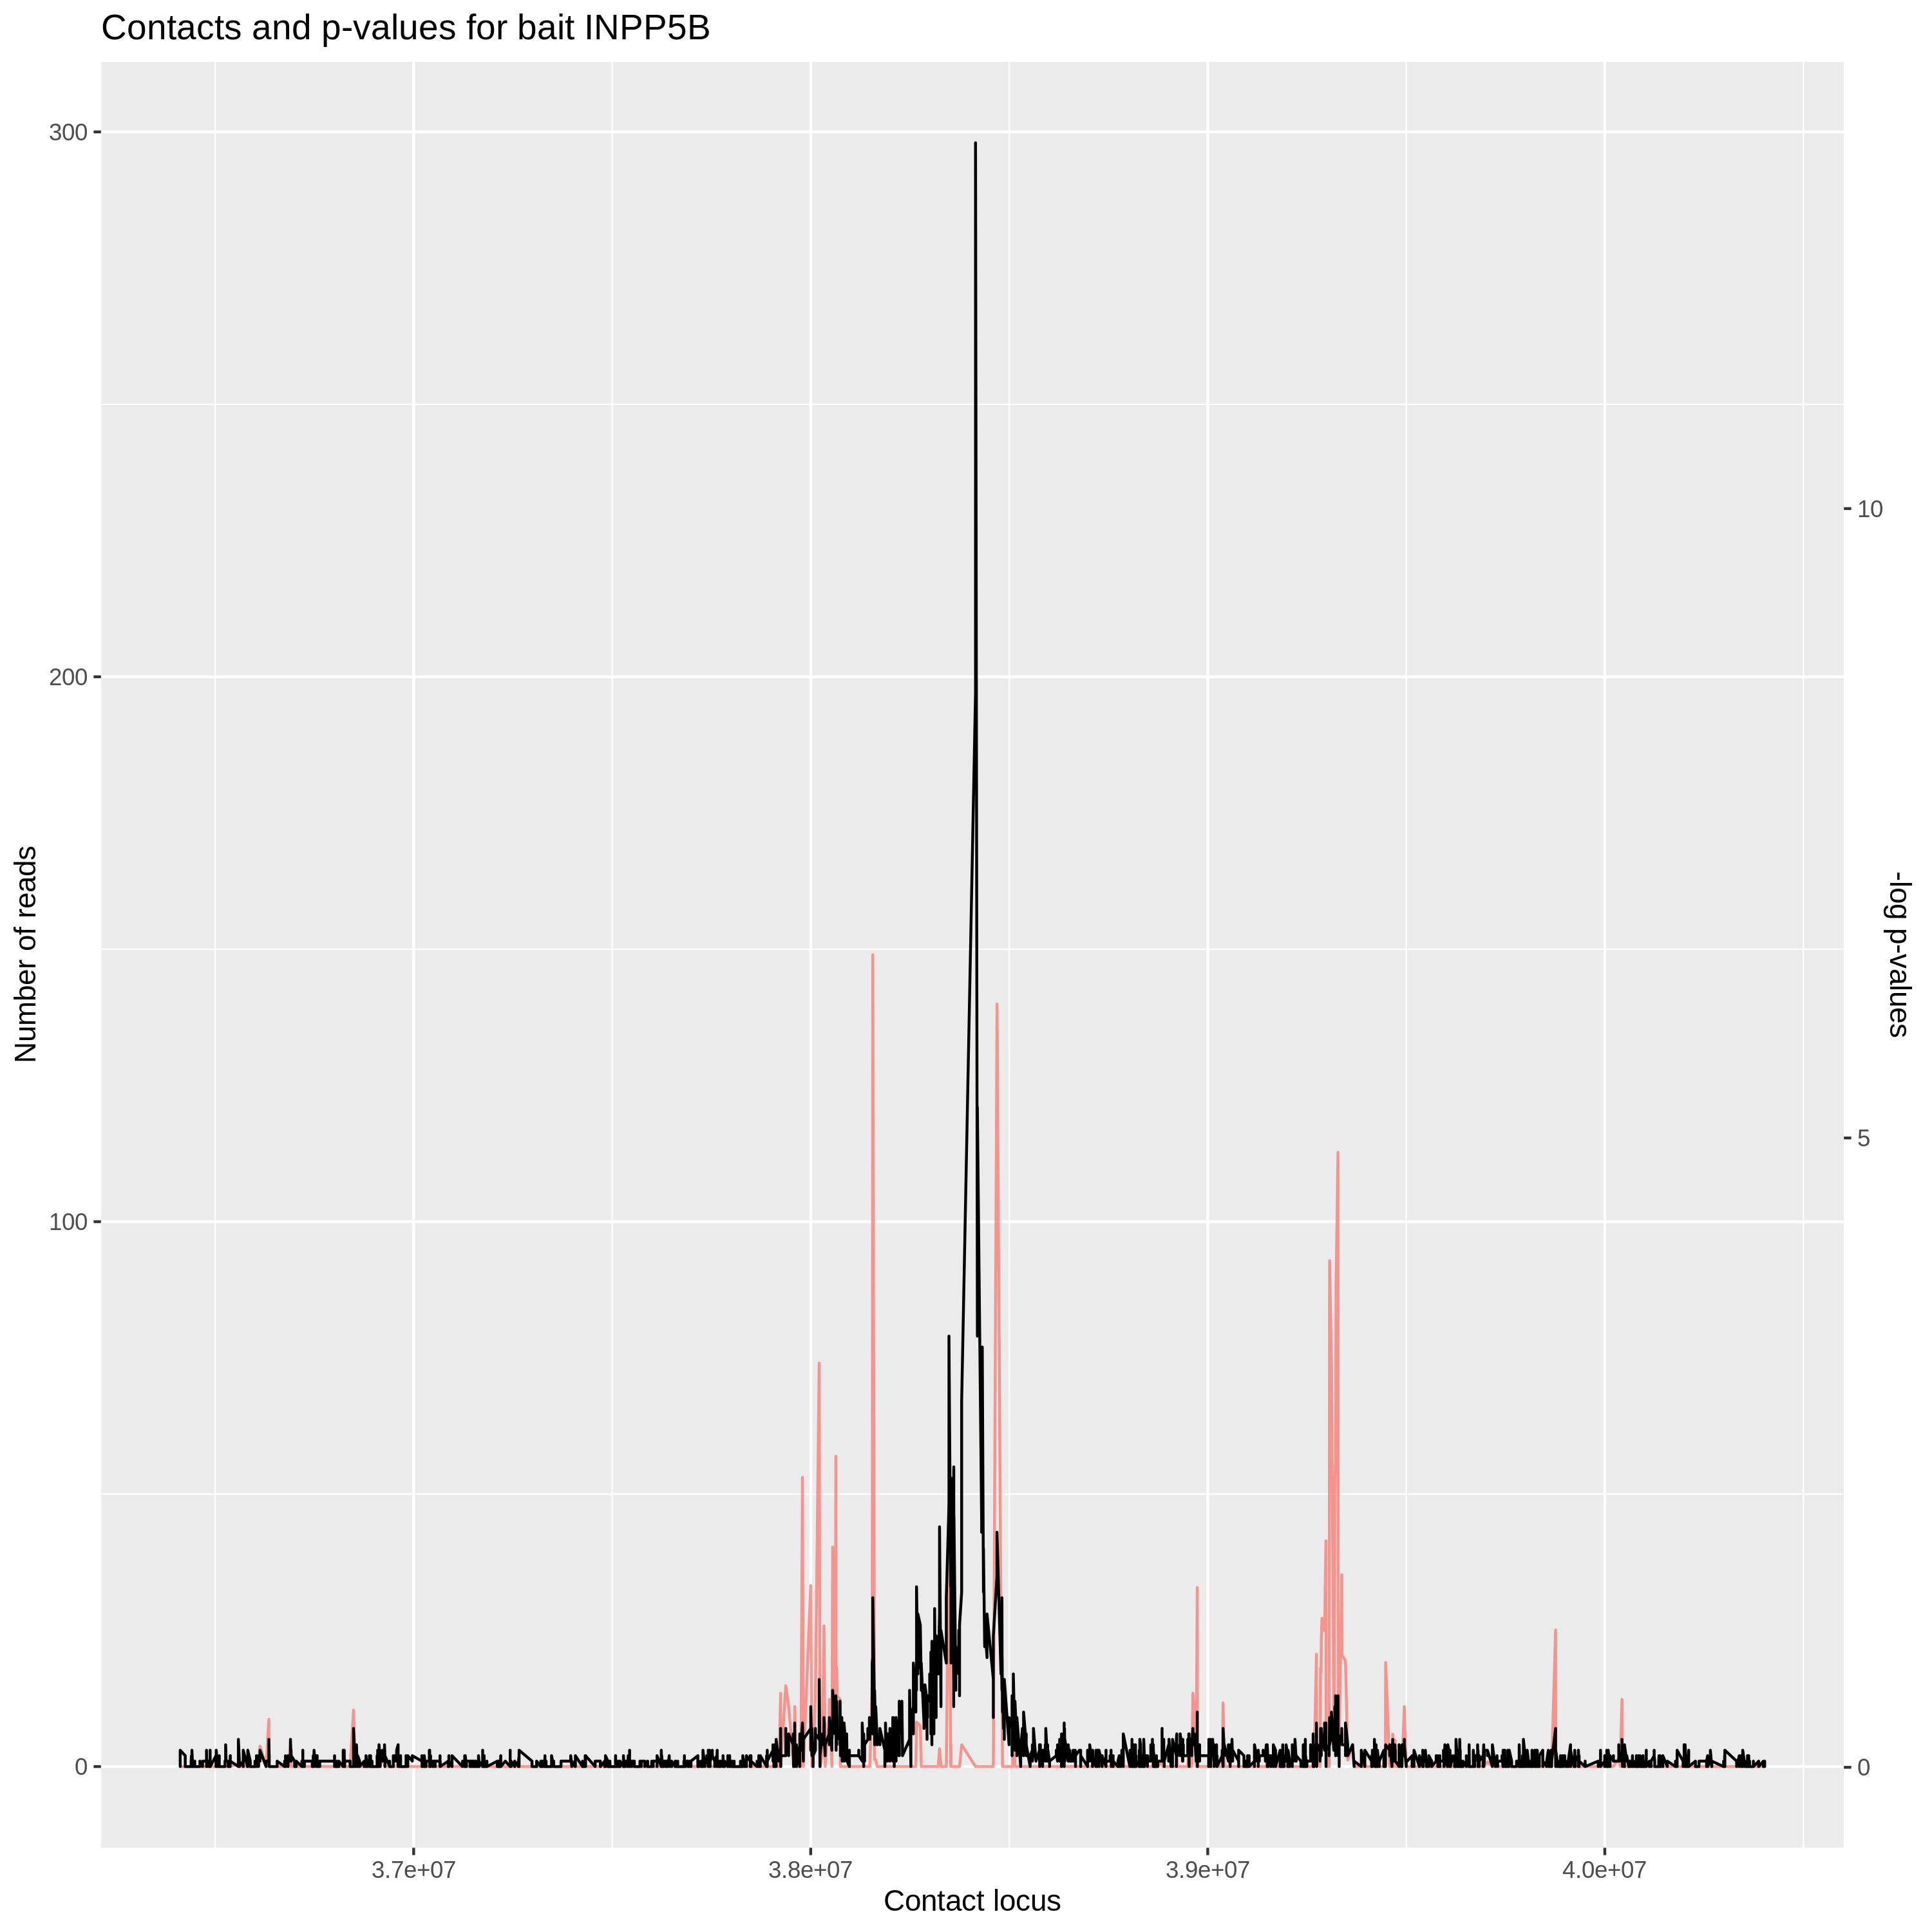 Contacts and p-values for bait INPP5B
300
200
100
0
Number of reads
10
5
0
-log p-values
3.7e+07
3.8e+07
3.9e+07
4.0e+07
Contact locus